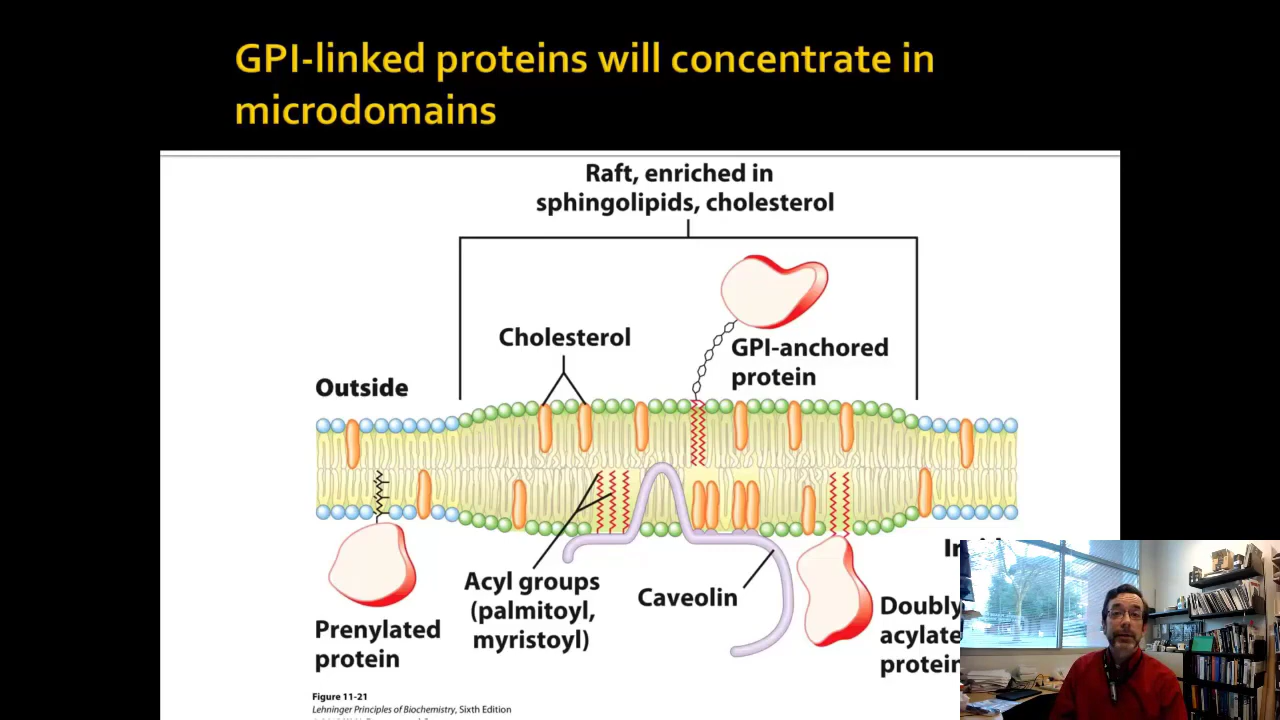 GPI-linked proteins will concentrate in
microdomains
Raft, enriched in
sphingolipids, cholesterol
Cholesterol
GPI-anchored
protein
Outside
Acyl groups
(palmitoyl,
myristoyl)
Caveolin
Prenylated
protein
Doubly
acylate
protein
Figure 11-21
Lehninger Principles of Biochemistry, Sixth Edition